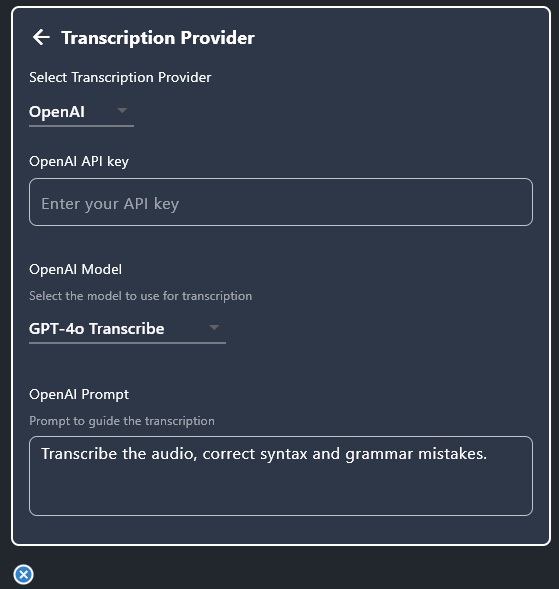 Transcription Provider
Select Transcription Provider
OpenAI
OpenAI API key
Enter your API key
OpenAI Model
Select the model to use for transcription
GPT-4o Transcribe
OpenAI Prompt
Prompt to guide the transcription
Transcribe the audio, correct syntax and grammar mistakes.